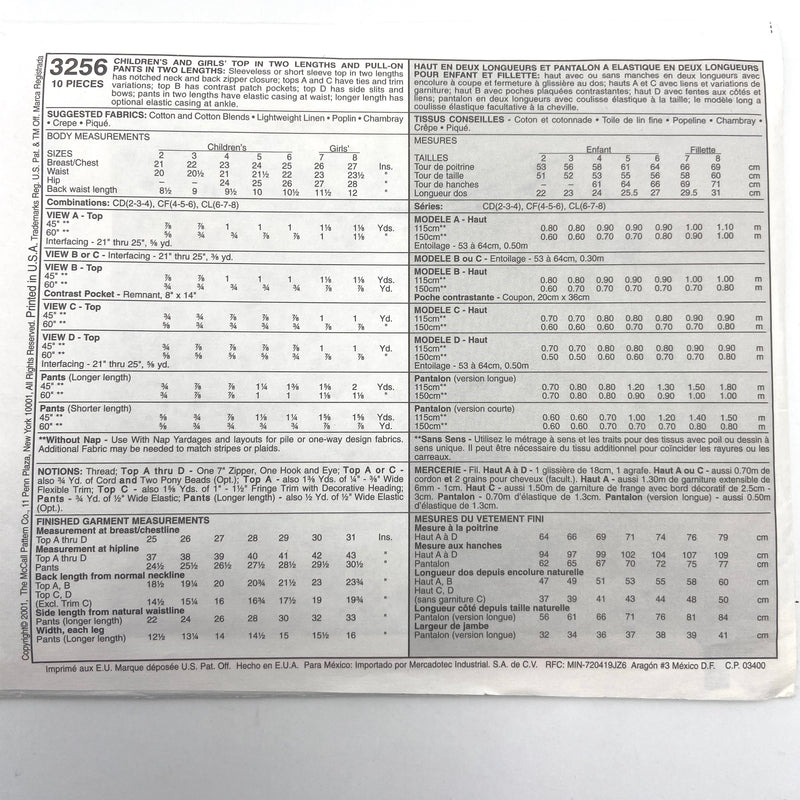 3256
10 PIECES
CHILDREN'S AND GIRLS' TOP IN TWO LENGTHS AND PULL-ON
PANTS IN TWO LENGTHS: Sleeveless or short sleeve top in two lengths
has notched neck and back zipper closure; tops A and C have ties and trim
variations; top B has contrast patch pockets; top D has side slits and
bows; pants in two lengths have elastic casing at waist; longer length has
optional elastic casing at ankle.
SUGGESTED FABRICS: Cotton and Cotton Blends • Lightweight Linen • Poplin • Chambray
• Crepe • Piqué.
BODY MEASUREMENTS
Children's Girls'
SIZES 2 3 4 5 6 7 8
Breast/Chest 21 22 23 24 25 26 27 Ins.
Waist 20 20½ 21 21½ 22 23 23½ "
Hip – – 24 25 26 27 28 "
Back waist length 8½ 9 9½ 10 10½ 11½ 12 "
Combinations: CD(2-3-4), CF(4-5-6), CL(6-7-8)
VIEW A - Top
45" ** ⅞ ⅞ 1 1 1 1⅛ 1⅛ Yds.
60" ** ⅝ ¾ ¾ ⅞ ⅞ 1 1⅛ "
Interfacing - 21" thru 25", ⅝ yd.
VIEW B or C - Interfacing - 21" thru 25", ⅜ yd.
VIEW B - Top
45" ** ⅞ ⅞ 1 1 1 1⅛ 1⅛ Yds.
60" ** ⅝ ¾ ¾ ¾ ⅞ ⅞ ⅞ "
Contrast Pocket - Remnant, 8" x 14"
VIEW C - Top
45" ** ¾ ¾ ⅞ ⅞ ⅞ 1 1 Yd.
60" ** ⅝ ⅝ ¾ ¾ ¾ ⅞ ⅞ "
VIEW D - Top
45" ** ¾ ¾ ⅞ ⅞ ⅞ 1 1 Yd.
60" ** ⅝ ⅝ ¾ ¾ ¾ ¾ ⅞ "
Interfacing - 21" thru 25", ⅝ yd.
Pants (Longer length)
45" ** ¾ ⅞ ⅞ 1¼ 1⅜ 1⅝ 2 Yds.
60" ** ¾ ⅞ ⅞ 1 1 1⅛ 1⅛ "
Pants (Shorter length)
45" ** ⅝ ¾ ⅞ 1⅛ 1¼ 1⅝ 1⅝ Yds.
60" ** ⅝ ⅝ ¾ ¾ ¾ ⅞ ⅞ Yd.
**Without Nap - Use With Nap Yardages and layouts for pile or one-way design fabrics.
Additional Fabric may be needed to match stripes or plaids.
NOTIONS: Thread; Top A thru D - One 7" Zipper, One Hook and Eye; Top A or C -
also ¾ Yd. of Cord and Two Pony Beads (Opt.); Top A - also 1⅜ Yds. of ¼" - ⅜" Wide
Flexible Trim; Top C - also 1⅝ Yds. of 1" - 1½" Fringe Trim with Decorative Heading;
Pants - ¾ Yd. of ½" Wide Elastic; Pants (Longer length) - also ½ Yd. of ½" Wide Elastic
(Opt.).
FINISHED GARMENT MEASUREMENTS
Measurement at breast/chestline
Top A thru D 25 26 27 28 29 30 31 Ins.
Measurement at hipline
Top A thru D 37 38 39 40 41 42 43 "
Pants 24½ 25½ 26½ 27½ 28½ 29½ 30½ "
Back length from normal neckline
Top A, B 18½ 19¼ 20 20¾ 21½ 23 23¾ "
Top C, D
(Excl. Trim C) 14½ 15¼ 16 16¾ 17½ 19 19¾ "
Side length from natural waistline
Pants (longer length) 22 24 26 28 30 32 33 "
Width, each leg
Pants (Longer Length) 12½ 13¼ 14 14½ 15 15½ 16 "
HAUT EN DEUX LONGUEURS ET PANTALON A ELASTIQUE EN DEUX LONGUEURS
POUR ENFANT ET FILLETTE: haut avec ou sans manches en deux longueurs avec
encolure à coupe et fermeture à glissière au dos; hauts A et C avec liens et variations de
garniture; haut B avec poches plaquées contrastantes; haut D avec fentes aux côtés et
liens; pantalon en deux longueurs avec coulisse élastique à la taille; le modèle long a
coulisse élastique facultative à la cheville.
TISSUS CONSEILLES - Coton et cotonnade • Toile de lin fine • Popeline • Chambray •
Crêpe • Piqué.
MESURES
Enfant Fillette
TAILLES 2 3 4 5 6 7 8
Tour de poitrine 53 56 58 61 64 66 69 cm
Tour de taille 51 52 53 55 56 58 60 cm
Tour de hanches – – 61 64 66 69 71 cm
Longueur dos 22 23 24 25.5 27 29.5 31 cm
Séries: CD(2-3-4), CF(4-5-6), CL(6-7-8)
MODELE A - Haut
115cm** 0.80 0.80 0.90 0.90 0.90 1.00 1.10 m
150cm** 0.60 0.60 0.70 0.70 0.80 0.90 1.00 m
Entoilage - 53 à 64cm, 0.50m
MODELE B ou C - Entoilage - 53 à 64cm, 0.30m
MODELE B - Haut
115cm** 0.80 0.80 0.90 0.90 0.90 1.00 1.00 m
150cm** 0.60 0.70 0.70 0.70 0.70 0.80 0.80 m
Poche contrastante - Coupon, 20cm x 36cm
MODELE C - Haut
115cm** 0.70 0.70 0.80 0.80 0.80 0.90 0.90 m
150cm** 0.60 0.60 0.60 0.70 0.70 0.70 0.80 m
MODELE D - Haut
115cm** 0.70 0.70 0.80 0.80 0.80 0.90 0.90 m
150cm** 0.50 0.50 0.60 0.60 0.70 0.70 0.80 m
Entoilage - 53 à 64cm, 0.50m
Pantalon (version longue)
115cm** 0.70 0.80 0.80 1.20 1.30 1.50 1.80 m
150cm** 0.70 0.80 0.80 0.90 0.90 1.00 1.00 m
Pantalon (version courte)
115cm** 0.60 0.60 0.70 1.00 1.20 1.40 1.50 m
150cm** 0.60 0.60 0.60 0.70 0.70 0.70 0.80 m
**Sans Sens - Utilisez le métrage à sens et les traits pour des tissus avec poil ou dessin à
sens unique. Il peut être nécessaire du tissu additionnel pour coïncider les rayures ou les
carreaux.
MERCERIE - Fil. Haut A à D - 1 glissière de 18cm, 1 agrafe. Haut A ou C - aussi 0.70m de
cordon et 2 grains pour cheveux (facult.). Haut A - aussi 1.30m de garniture extensible de
6mm - 1cm. Haut C - aussi 1.50m de garniture de frange avec bord décoratif de 2.5cm -
3cm. Pantalon - 0.70m d'élastique de 1.3cm. Pantalon (version longue) - aussi 0.50m
d'élastique de 1.3cm.
MESURES DU VETEMENT FINI
Mesure à la poitrine
Haut A à D 64 66 69 71 74 76 79 cm
Mesure aux hanches
Haut A à D 94 97 99 102 104 107 109 cm
Pantalon 62 65 67 70 72 75 77 cm
Longueur dos depuis encolure naturelle
Haut A, B 47 49 51 53 55 58 60 cm
Haut C, D
(sans garniture C) 37 39 41 43 44 48 50 cm
Longueur côté depuis taille naturelle
Pantalon (version longue) 56 61 66 71 76 81 84 cm
Largeur de jambe
Pantalon (version longue) 32 34 36 37 38 39 41 cm
Imprimé aux E.U. Marque déposée U.S. Pat. Off. Hecho en E.U.A. Para México: Importado por Mercadotec Industrial. S.A. de C.V. RFC: MIN-720419JZ6 Aragón #3 México D.F. C.P. 03400
Copyright© 2001, The McCall Pattern Co., 11 Penn Plaza, New York 10001, All Rights Reserved. Printed in U.S.A. Trademarks Reg. U.S. Pat. & TM Off. Marca Registrada